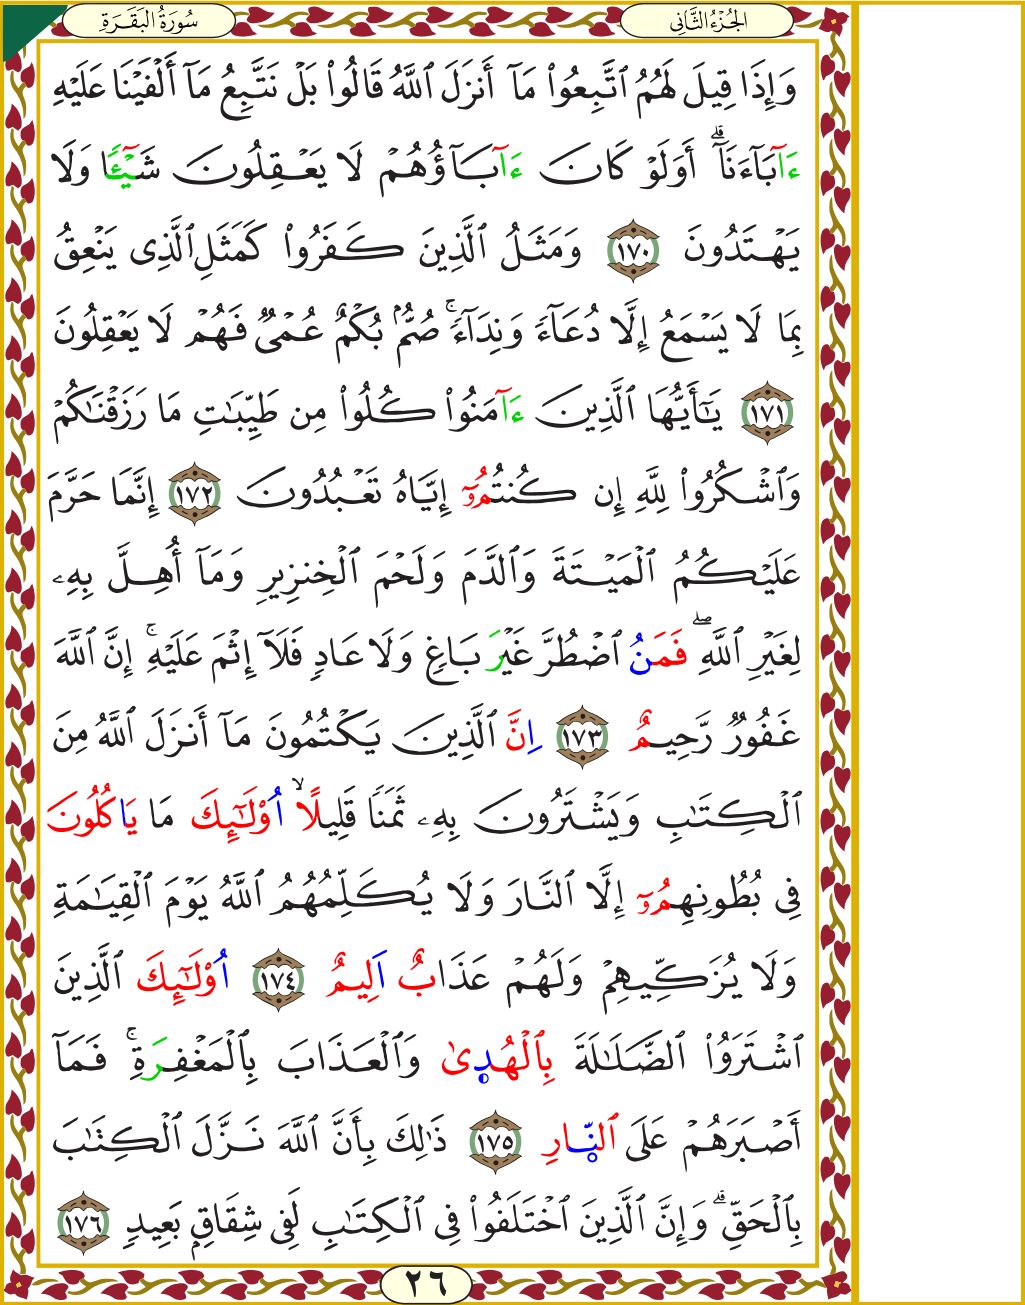 سُورَةُ الْبَقَرَةِ
الجُزْءُ الثَّانِي
وَإِذَا قِيلَ لَهُمُ ٱتَّبِعُوا۟ مَآ أَنزَلَ ٱللَّهُ قَالُوا۟ بَلْ نَتَّبِعُ مَآ أَلْفَيْنَا عَلَيْهِ
ءَابَآءَنَآ ۗ أَوَلَوْ كَانَ ءَابَآؤُهُمْ لَا يَعْقِلُونَ شَيْـًٔا وَلَا
يَهْتَدُونَ ١٧٠ وَمَثَلُ ٱلَّذِينَ كَفَرُوا۟ كَمَثَلِ ٱلَّذِى يَنْعِقُ
بِمَا لَا يَسْمَعُ إِلَّا دُعَآءً وَنِدَآءً ۚ صُمٌّۢ بُكْمٌ عُمْىٌ فَهُمْ لَا يَعْقِلُونَ
١٧١ يَـٰٓأَيُّهَا ٱلَّذِينَ ءَامَنُوا۟ كُلُوا۟ مِن طَيِّبَـٰتِ مَا رَزَقْنَـٰكُمْ
وَٱشْكُرُوا۟ لِلَّهِ إِن كُنتُمُۥٓ إِيَّاهُ تَعْبُدُونَ ١٧٢ إِنَّمَا حَرَّمَ
عَلَيْكُمُ ٱلْمَيْتَةَ وَٱلدَّمَ وَلَحْمَ ٱلْخِنزِيرِ وَمَآ أُهِلَّ بِهِۦ
لِغَيْرِ ٱللَّهِ ۖ فَمَنُ ٱضْطُرَّ غَيْرَ بَاغٍ وَلَا عَادٍ فَلَآ إِثْمَ عَلَيْهِ ۚ إِنَّ ٱللَّهَ
غَفُورٌ رَّحِيمٌ ١٧٣ اِنَّ ٱلَّذِينَ يَكْتُمُونَ مَآ أَنزَلَ ٱللَّهُ مِنَ
ٱلْكِتَـٰبِ وَيَشْتَرُونَ بِهِۦ ثَمَنًا قَلِيلًا ۙ اُو۟لَـٰٓئِكَ مَا يَاكُلُونَ
فِى بُطُونِهِمُۥٓ إِلَّا ٱلنَّارَ وَلَا يُكَلِّمُهُمُ ٱللَّهُ يَوْمَ ٱلْقِيَـٰمَةِ
وَلَا يُزَكِّيهِمْ وَلَهُمْ عَذَابٌ اَلِيمٌ ١٧٤ اُو۟لَـٰٓئِكَ ٱلَّذِينَ
ٱشْتَرَوُا۟ ٱلضَّلَـٰلَةَ بِٱلْهُدِىٰ وَٱلْعَذَابَ بِٱلْمَغْفِرَةِ ۚ فَمَآ
أَصْبَرَهُمْ عَلَى ٱلنِّارِ ١٧٥ ذَٰلِكَ بِأَنَّ ٱللَّهَ نَزَّلَ ٱلْكِتَـٰبَ
بِٱلْحَقِّ ۗ وَإِنَّ ٱلَّذِينَ ٱخْتَلَفُوا۟ فِى ٱلْكِتَـٰبِ لَفِى شِقَاقٍۭ بَعِيدٍ ١٧٦
٢٦